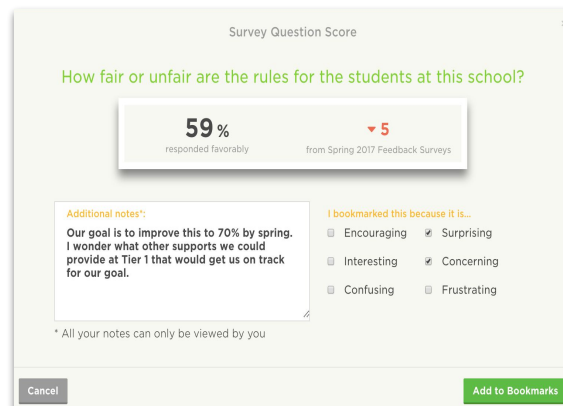 Survey Question Score
How fair or unfair are the rules for the students at this school?
59 %
responded favorably
5
from Spring 2017 Feedback Surveys
Additional notes*:
Our goal is to improve this to 70% by spring.
I wonder what other supports we could
provide at Tier 1 that would get us on track
for our goal.
* All your notes can only be viewed by you
I bookmarked this because it is...
Encouraging Surprising
Interesting Concerning
Confusing Frustrating
Cancel
Add to Bookmarks